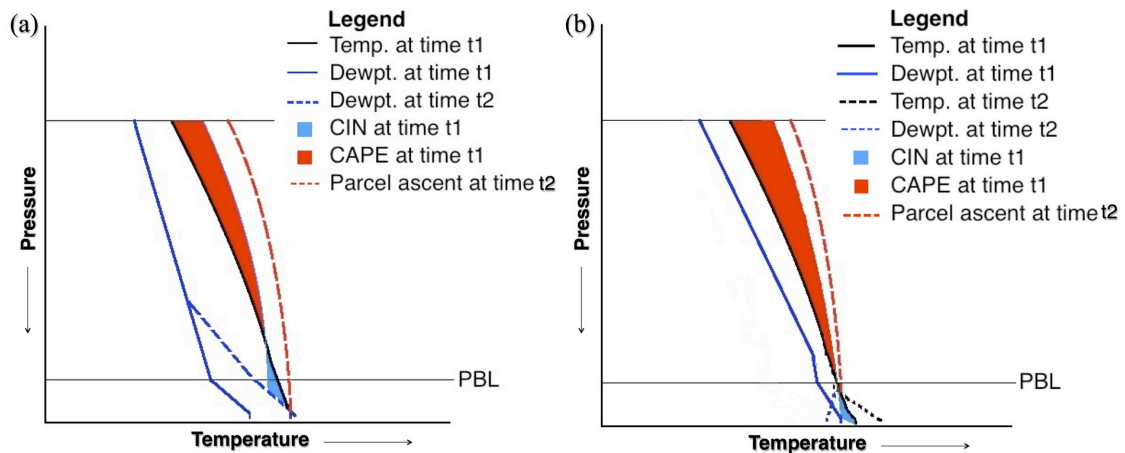 (a)
Legend
Temp. at time t1
Dewpt. at time t1
Dewpt. at time t2
CIN at time t1
CAPE at time t1
Parcel ascent at time t2
Pressure
PBL
Temperature
(b)
Legend
Temp. at time t1
Dewpt. at time t1
Temp. at time t2
Dewpt. at time t2
CIN at time t1
CAPE at time t1
Parcel ascent at time t2
Pressure
PBL
Temperature